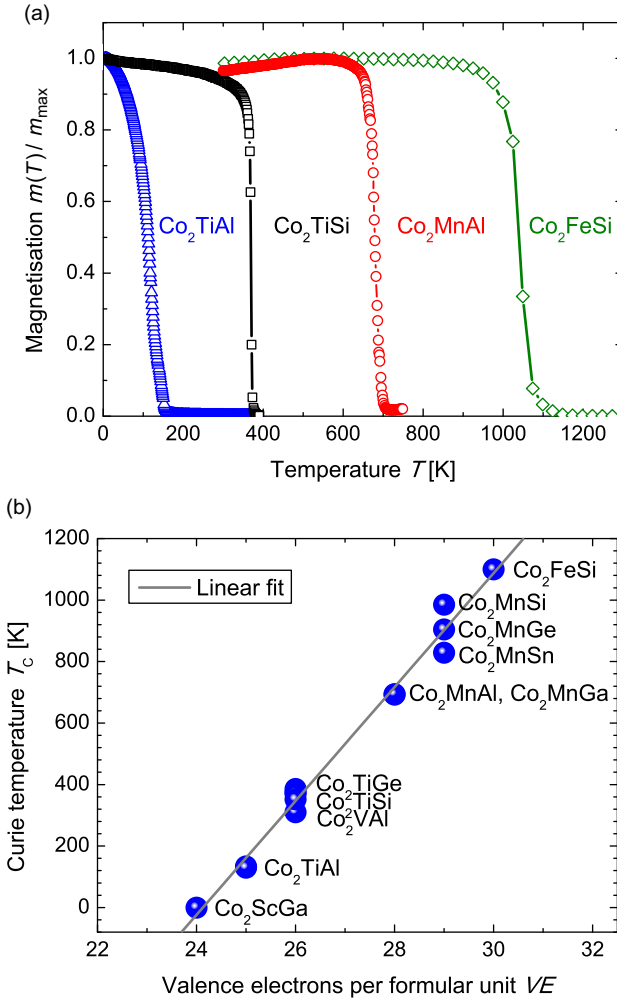 (a)
1.0
0.8
0.6
0.4
0.2
0.0
Magnetisation m(T) / mmax
Co2TiAl
Co2TiSi
Co2MnAl
Co2FeSi
0
200
400
600
800
1000
1200
Temperature T [K]
(b)
1200
1000
800
600
400
200
0
Curie temperature TC [K]
Linear fit
Co2FeSi
Co2MnSi
Co2MnGe
Co2MnSn
Co2MnAl, Co2MnGa
Co2TiGe
Co2TiSi
Co2VAl
Co2TiAl
Co2ScGa
22
24
26
28
30
32
Valence electrons per formular unit VE